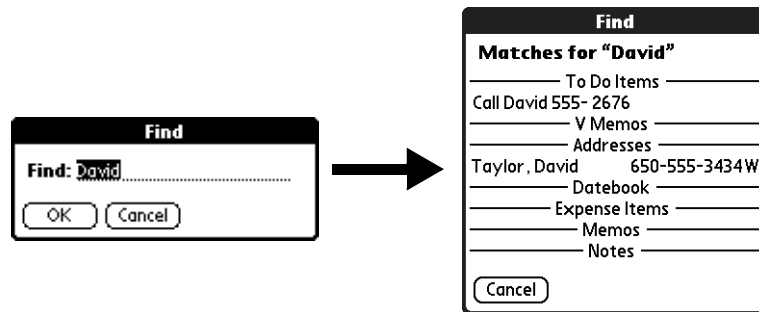 Find
Find: David
OK
Cancel
Find
Matches for “David”
To Do Items
Call David 555- 2676
V Memos
Addresses
Taylor, David 650-555-3434W
Datebook
Expense Items
Memos
Notes
Cancel